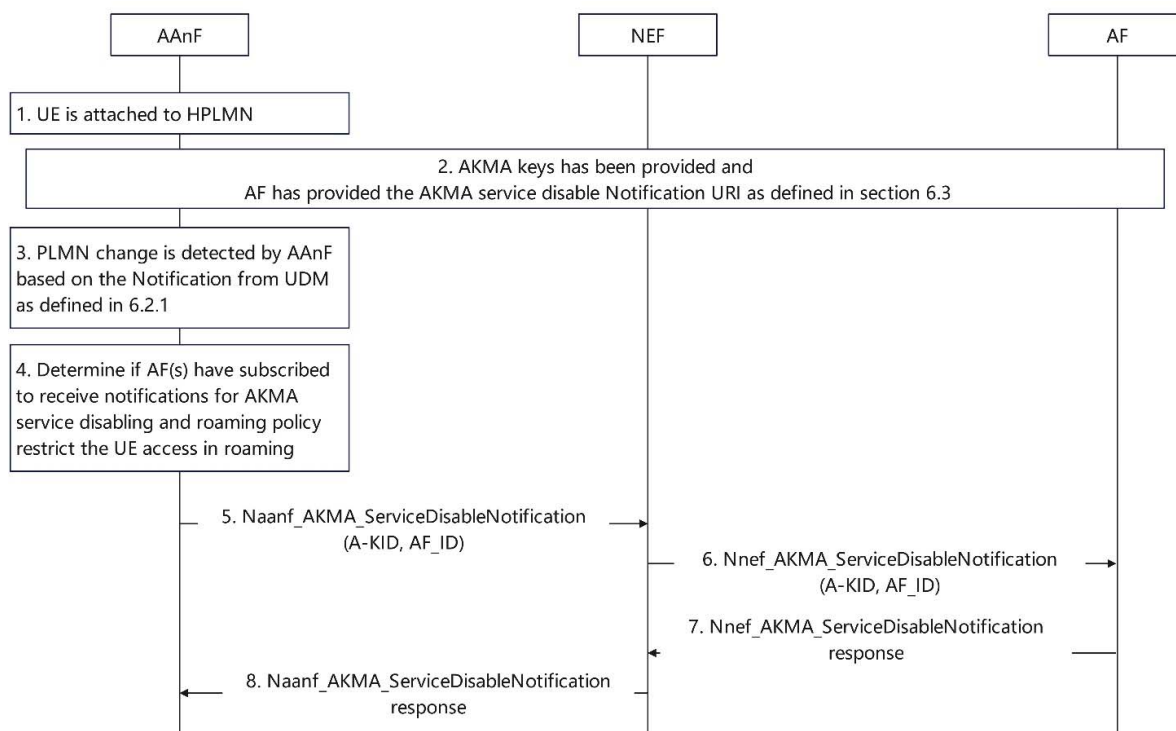 AAnF
NEF
AF
1. UE is attached to HPLMN
2. AKMA keys has been provided and
AF has provided the AKMA service disable Notification URI as defined in section 6.3
3. PLMN change is detected by AAnF
based on the Notification from UDM
as defined in 6.2.1
4. Determine if AF(s) have subscribed
to receive notifications for AKMA
service disabling and roaming policy
restrict the UE access in roaming
5. Naanf_AKMA_ServiceDisableNotification
(A-KID, AF_ID)
6. Nnef_AKMA_ServiceDisableNotification
(A-KID, AF_ID)
7. Nnef_AKMA_ServiceDisableNotification
response
8. Naanf_AKMA_ServiceDisableNotification
response